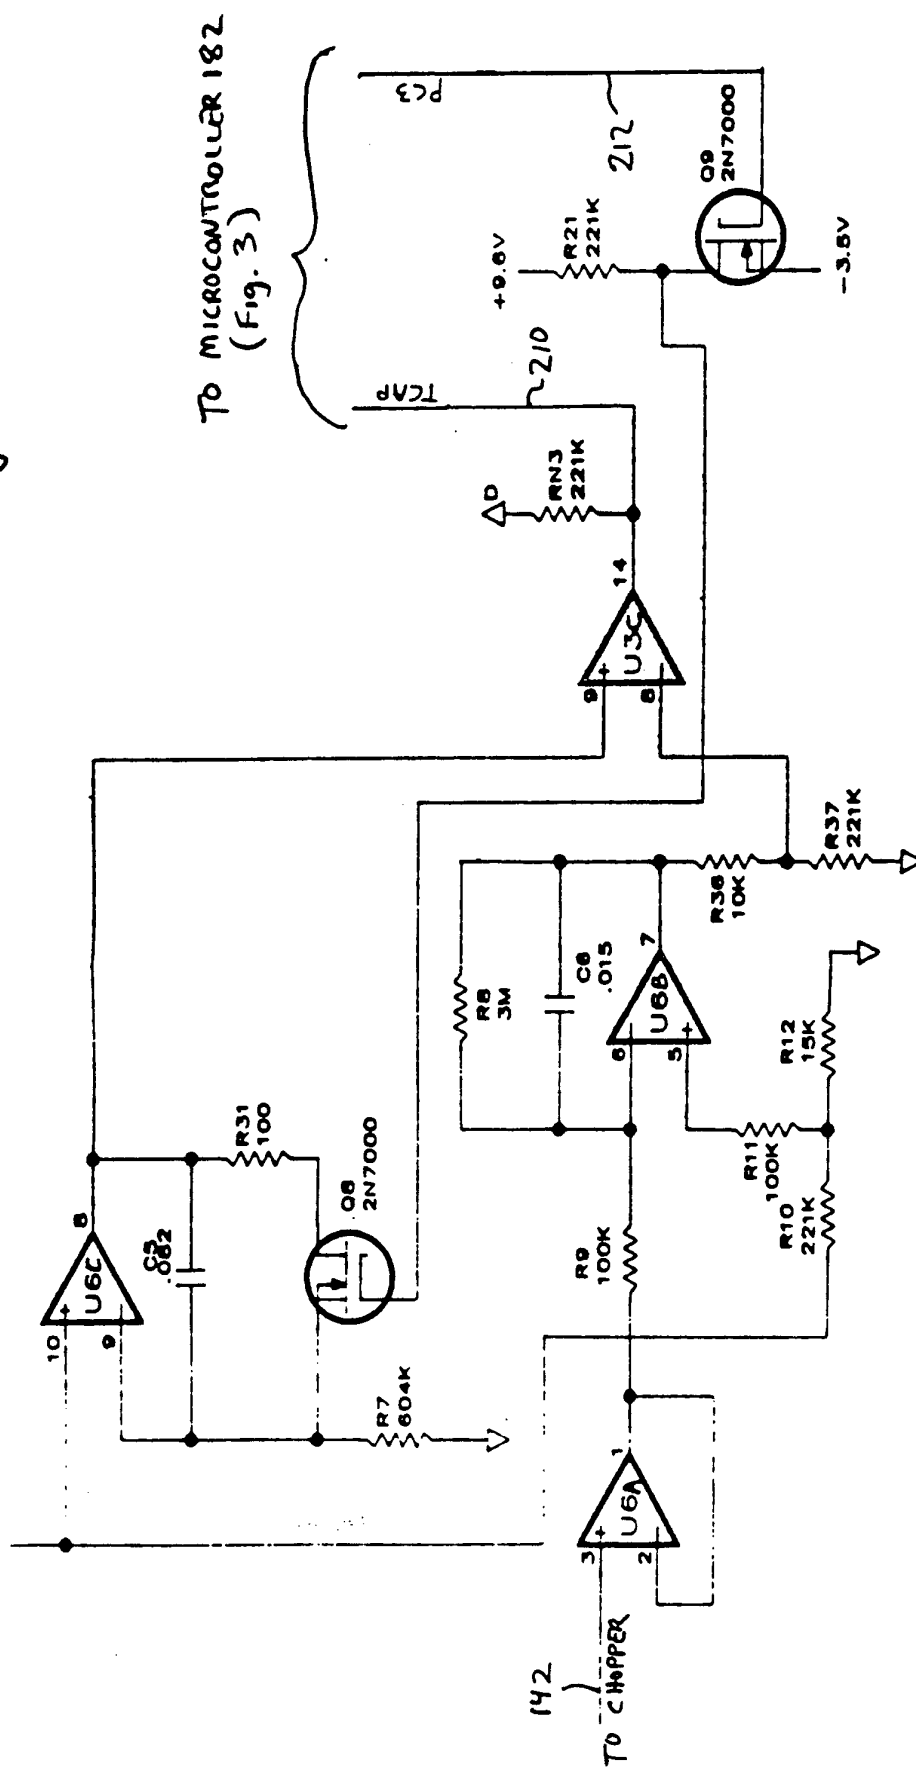 TO MICROCONTROLLER 182
(Fig. 3)
PC3
212
TCAP
210
+9.6V
R21
221K
Q9
2N7000
-3.5V
D
RN3
221K
14
U3C
9
+
8
-
8
U6C
10
+
9
-
C5
.082
R31
100
Q8
2N7000
R7
604K
R8
3M
C6
.015
7
U6B
6
-
5
+
R36
10K
R37
221K
R9
100K
R11
100K
R12
15K
R10
221K
1
U6A
3
+
2
-
142
TO CHOPPER